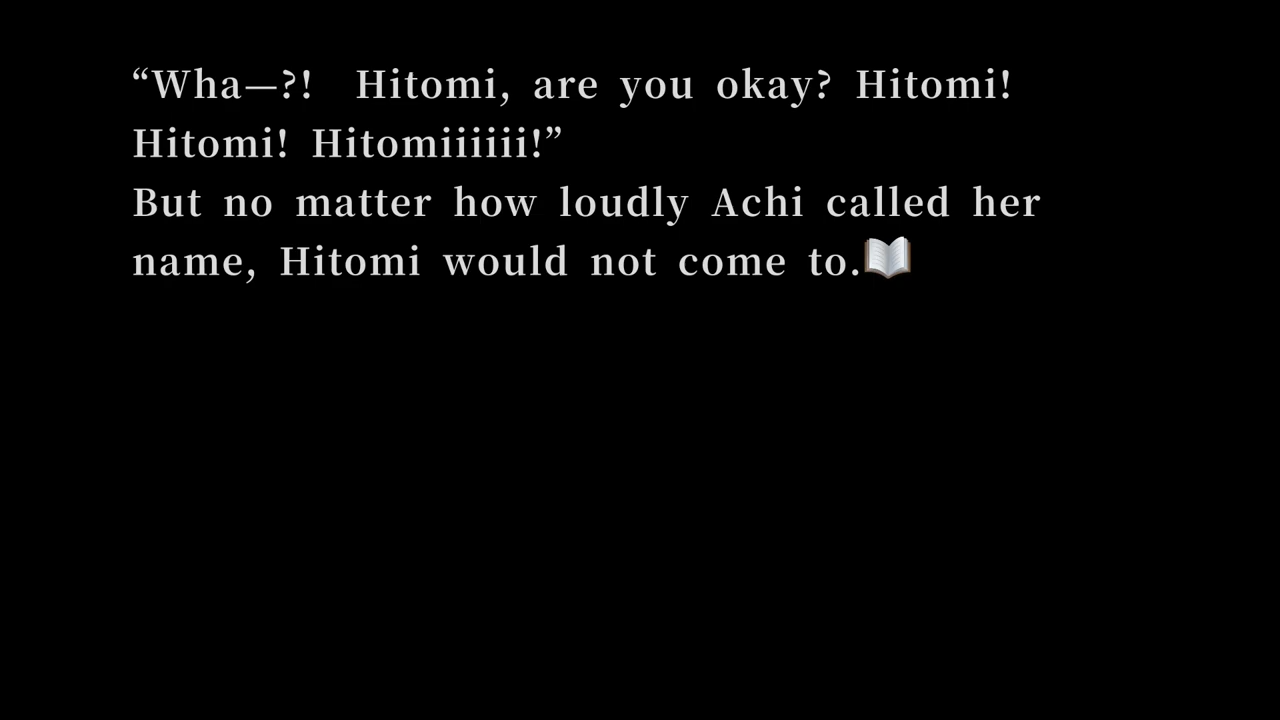 “Wha—?!  Hitomi, are you okay? Hitomi!
Hitomi! Hitomiiiiii!”
But no matter how loudly Achi called her
name, Hitomi would not come to.